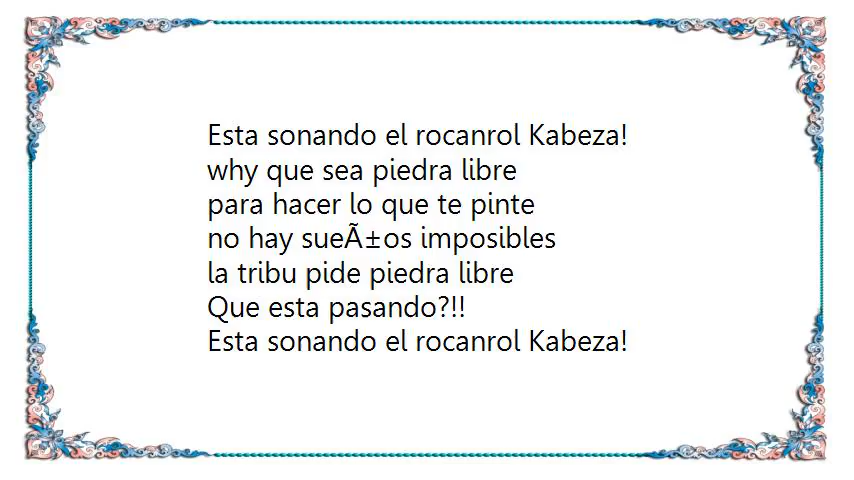 Esta sonando el rocanrol Kabeza!
why que sea piedra libre
para hacer lo que te pinte
no hay sueÃ±os imposibles
la tribu pide piedra libre
Que esta pasando?!!
Esta sonando el rocanrol Kabeza!